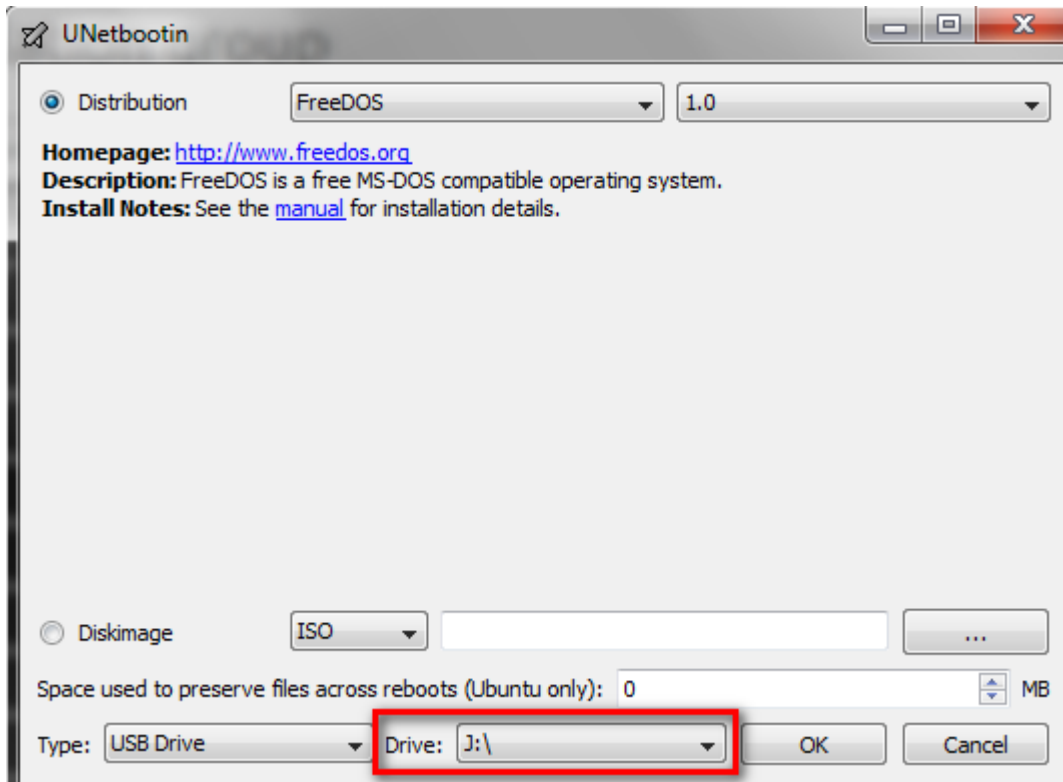 UNetbootin
Distribution FreeDOS 1.0
Homepage: http://www.freedos.org
Description: FreeDOS is a free MS-DOS compatible operating system.
Install Notes: See the manual for installation details.
Diskimage ISO ...
Space used to preserve files across reboots (Ubuntu only): 0 MB
Type: USB Drive Drive: J:\ OK Cancel